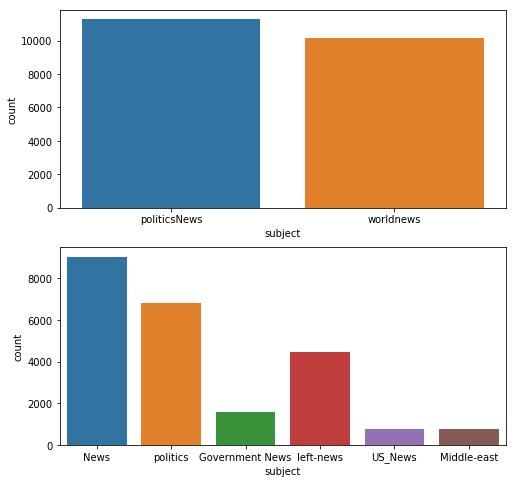 10000
8000
6000
4000
2000
0
count
politicsNews worldnews
subject
8000
6000
4000
2000
0
count
News politics Government News left-news US_News Middle-east
subject